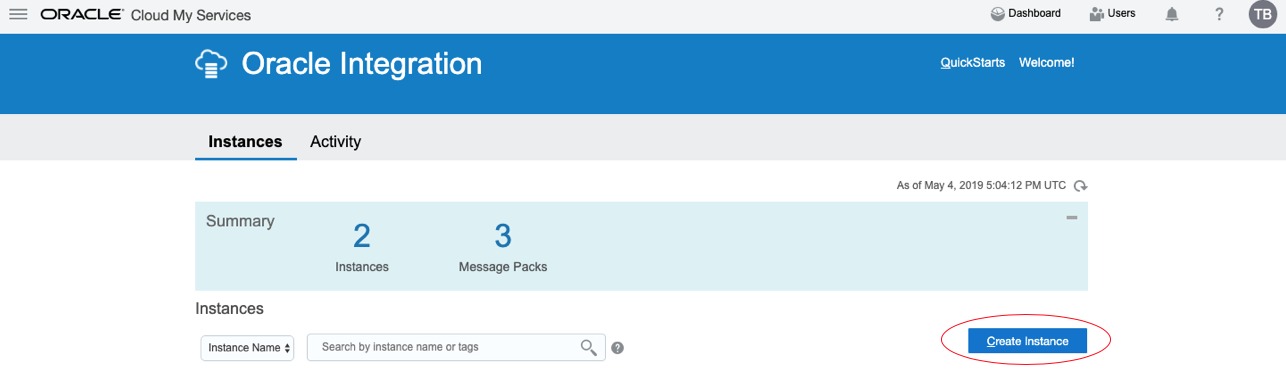 ORACLE Cloud My Services Dashboard Users ? TB
Oracle Integration QuickStarts Welcome!
Instances Activity
As of May 4, 2019 5:04:12 PM UTC
Summary 2 3
Instances Message Packs
Instances
Instance Name Search by instance name or tags ? Create Instance